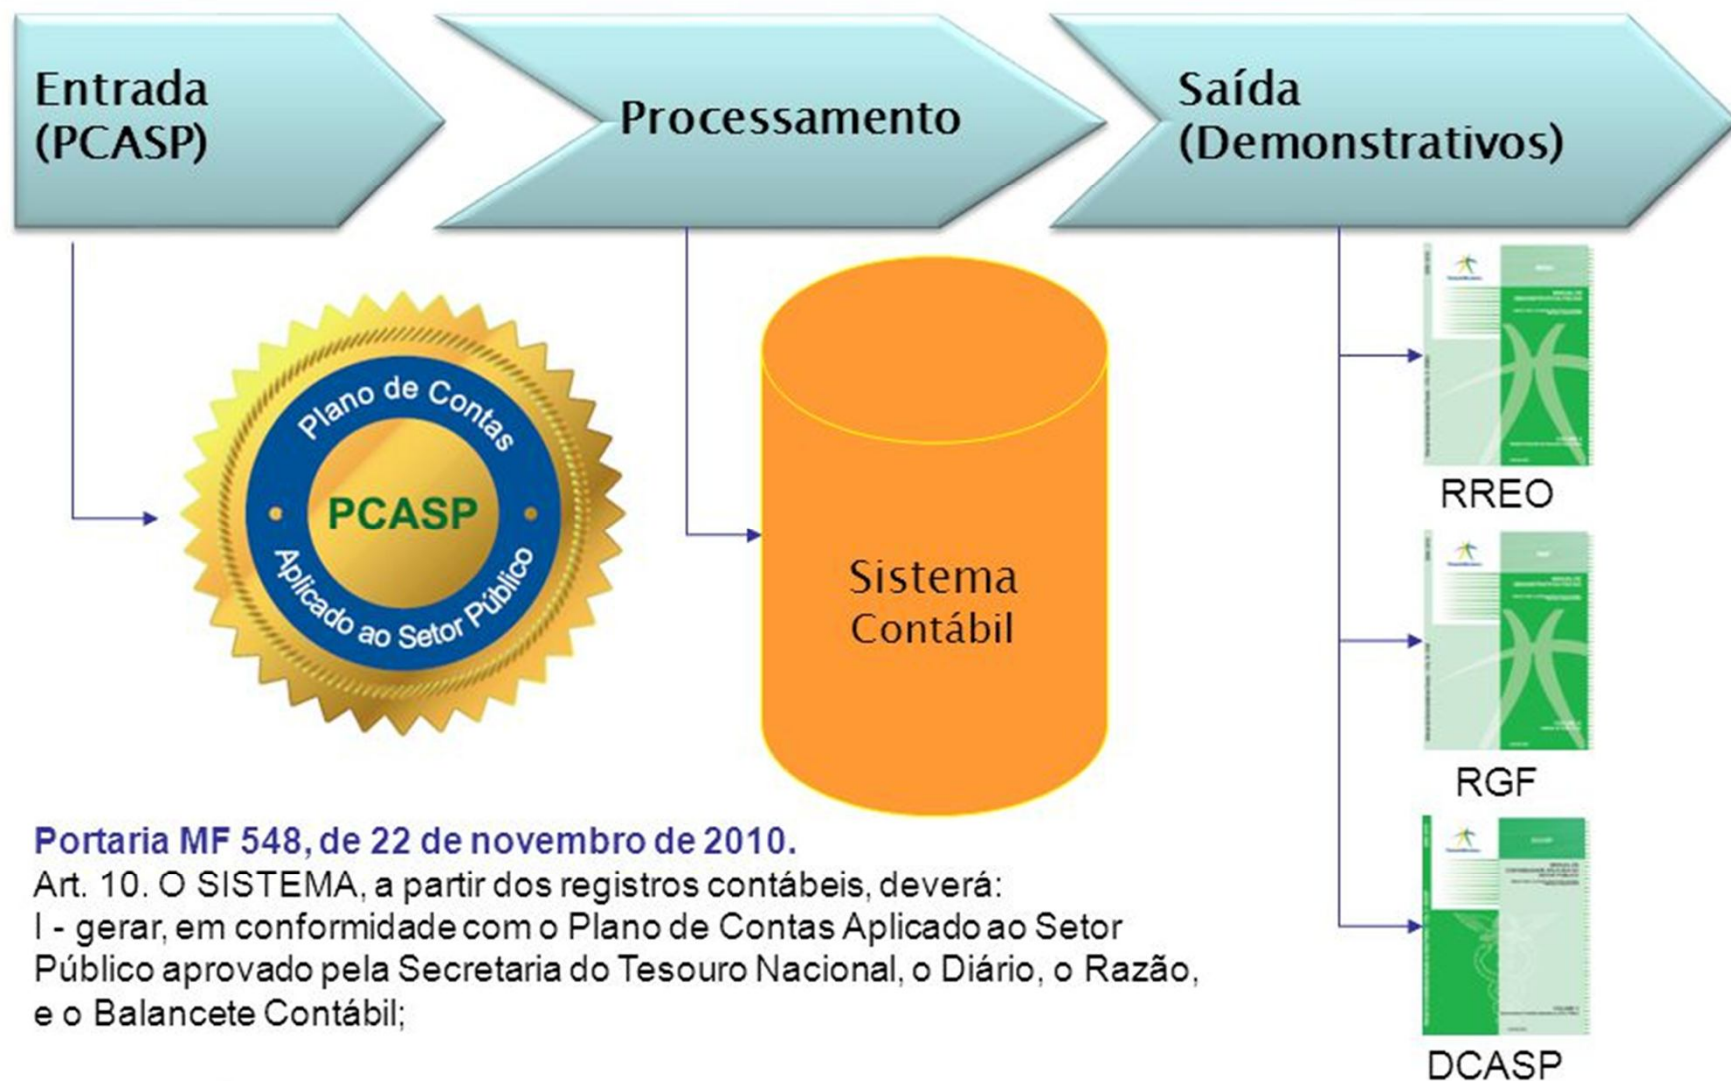 Entrada
(PCASP)
Processamento
Saída
(Demonstrativos)
Plano de Contas
PCASP
Aplicado ao Setor Público
Sistema
Contábil
RREO
RGF
DCASP
Portaria MF 548, de 22 de novembro de 2010.
Art. 10. O SISTEMA, a partir dos registros contábeis, deverá:
I - gerar, em conformidade com o Plano de Contas Aplicado ao Setor
Público aprovado pela Secretaria do Tesouro Nacional, o Diário, o Razão,
e o Balancete Contábil;